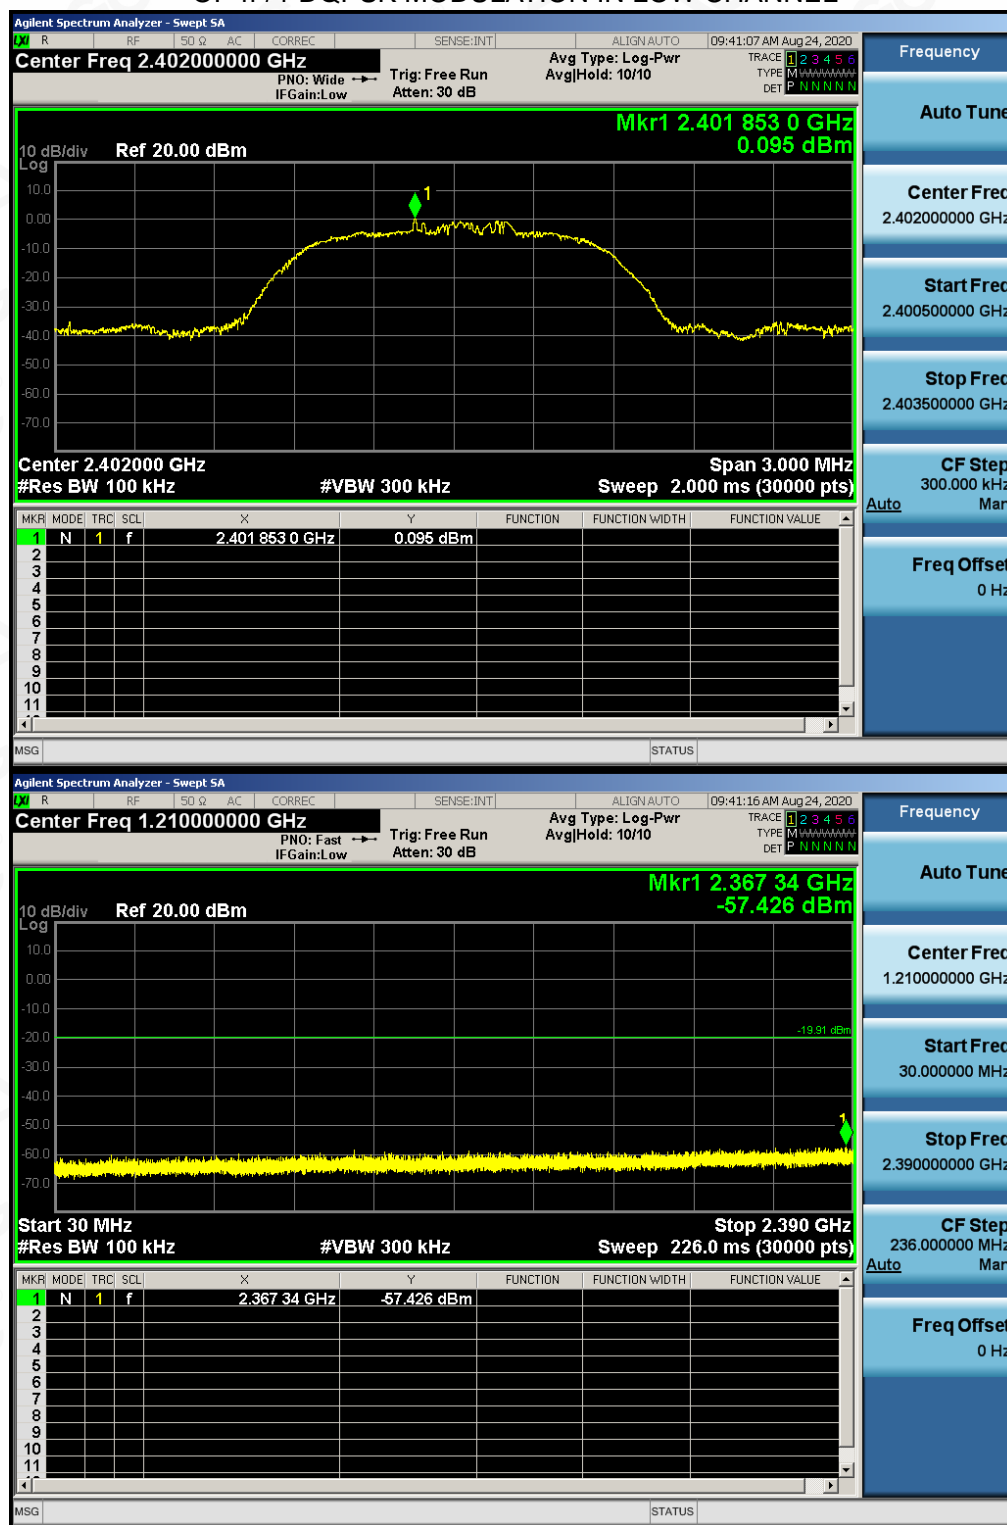 Agilent Spectrum Analyzer - Swept SA
LXI R RF 50 Ω AC CORREC SENSE:INT ALIGN AUTO 09:41:07 AM Aug 24, 2020
Center Freq 2.402000000 GHz
PNO: Wide
IFGain:Low
Trig: Free Run
Atten: 30 dB
Avg Type: Log-Pwr
Avg|Hold: 10/10
TRACE 1 2 3 4 5 6
TYPE M
DET P N N N N N
Frequency
Auto Tune
Mkr1 2.401 853 0 GHz
0.095 dBm
10 dB/div
Log
Ref 20.00 dBm
10.0
0.00
-10.0
-20.0
-30.0
-40.0
-50.0
-60.0
-70.0
1
Center Freq
2.402000000 GHz
Start Freq
2.400500000 GHz
Stop Freq
2.403500000 GHz
CF Step
300.000 kHz
Auto Man
Freq Offset
0 Hz
Center 2.402000 GHz Span 3.000 MHz
#Res BW 100 kHz #VBW 300 kHz Sweep 2.000 ms (30000 pts)
MKR MODE TRC SCL X Y FUNCTION FUNCTION WIDTH FUNCTION VALUE
1 N 1 f 2.401 853 0 GHz 0.095 dBm
2
3
4
5
6
7
8
9
10
11
MSG STATUS
Agilent Spectrum Analyzer - Swept SA
LXI R RF 50 Ω AC CORREC SENSE:INT ALIGN AUTO 09:41:16 AM Aug 24, 2020
Center Freq 1.210000000 GHz
PNO: Fast
IFGain:Low
Trig: Free Run
Atten: 30 dB
Avg Type: Log-Pwr
Avg|Hold: 10/10
TRACE 1 2 3 4 5 6
TYPE M
DET P N N N N N
Frequency
Auto Tune
Mkr1 2.367 34 GHz
-57.426 dBm
10 dB/div
Log
Ref 20.00 dBm
10.0
0.00
-10.0
-20.0
-30.0
-40.0
-50.0
-60.0
-70.0
-19.91 dBm
1
Center Freq
1.210000000 GHz
Start Freq
30.000000 MHz
Stop Freq
2.390000000 GHz
CF Step
236.000000 MHz
Auto Man
Freq Offset
0 Hz
Start 30 MHz Stop 2.390 GHz
#Res BW 100 kHz #VBW 300 kHz Sweep 226.0 ms (30000 pts)
MKR MODE TRC SCL X Y FUNCTION FUNCTION WIDTH FUNCTION VALUE
1 N 1 f 2.367 34 GHz -57.426 dBm
2
3
4
5
6
7
8
9
10
11
MSG STATUS